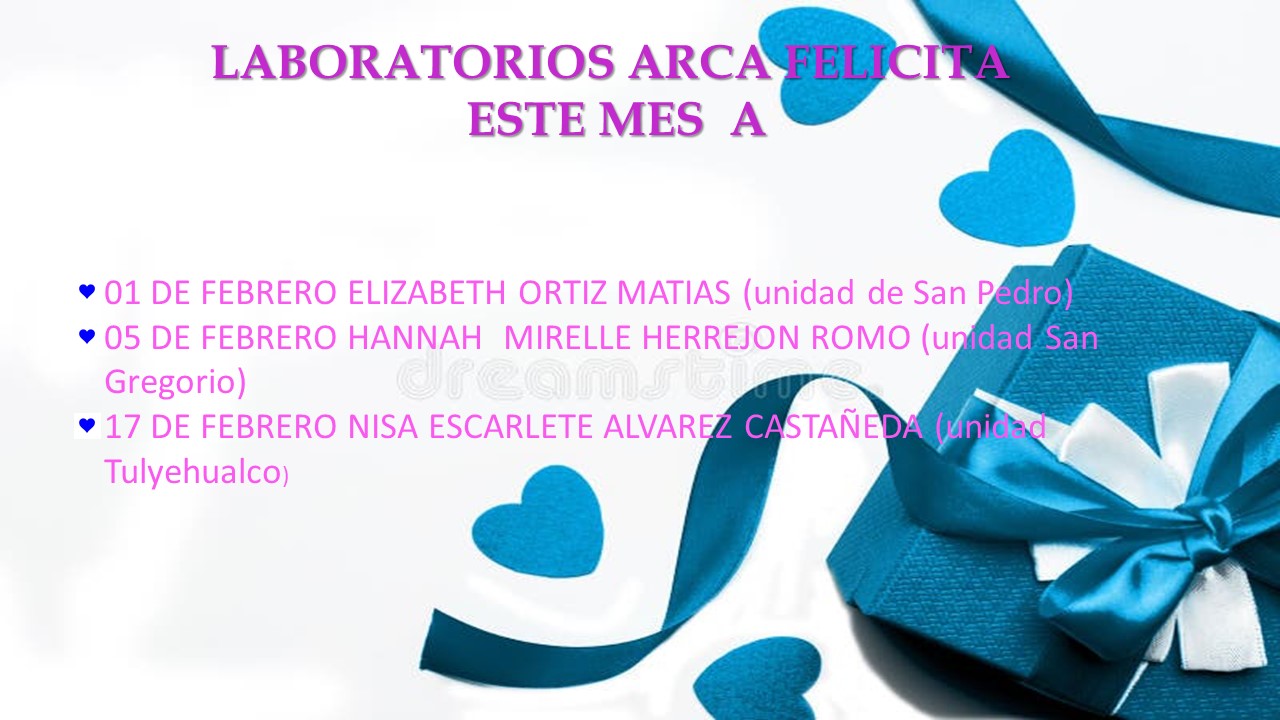 LABORATORIOS ARCA FELICITA
ESTE MES  A
01 DE FEBRERO ELIZABETH ORTIZ MATIAS (unidad de San Pedro)
05 DE FEBRERO HANNAH  MIRELLE HERREJON ROMO (unidad San
Gregorio)
dreamstime.
17 DE FEBRERO NISA ESCARLETE ALVAREZ CASTAÑEDA (unidad
Tulyehualco)